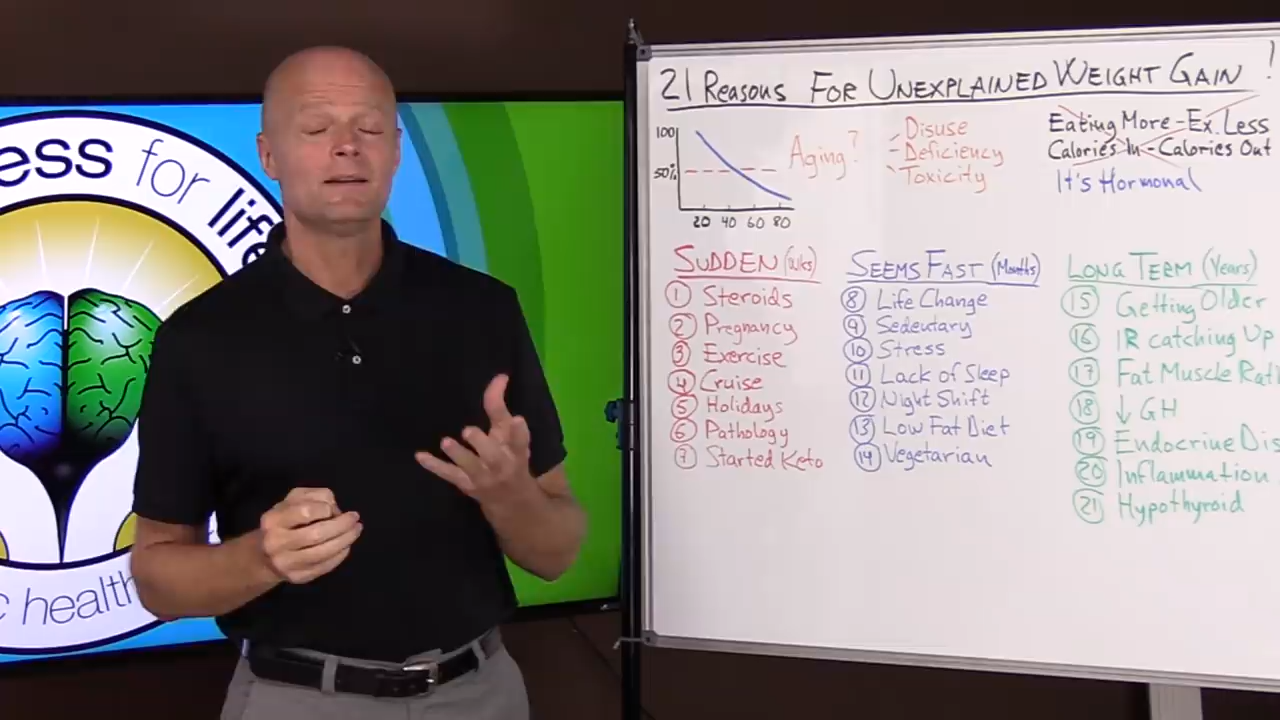 ess for life
c health
21 Reasons For Unexplained Weight Gain!
100
50%
20 40 60 80
Aging?
- Disuse
- Deficiency
- Toxicity
Eating More - Ex. Less
Calories In - Calories Out
It's Hormonal
Sudden (Wks)
1 Steroids
2 Pregnancy
3 Exercise
4 Cruise
5 Holidays
6 Pathology
7 Started Keto
Seems Fast (Months)
8 Life Change
9 Sedentary
10 Stress
11 Lack of Sleep
12 Night Shift
13 Low Fat Diet
14 Vegetarian
Long Term (Years)
15 Getting Older
16 IR catching Up
17 Fat Muscle Rati
18 ↓ GH
19 Endocrine Dis
20 Inflammation
21 Hypothyroid